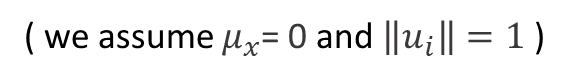 ( we assume μₓ= 0 and ‖uᵢ‖ = 1 )